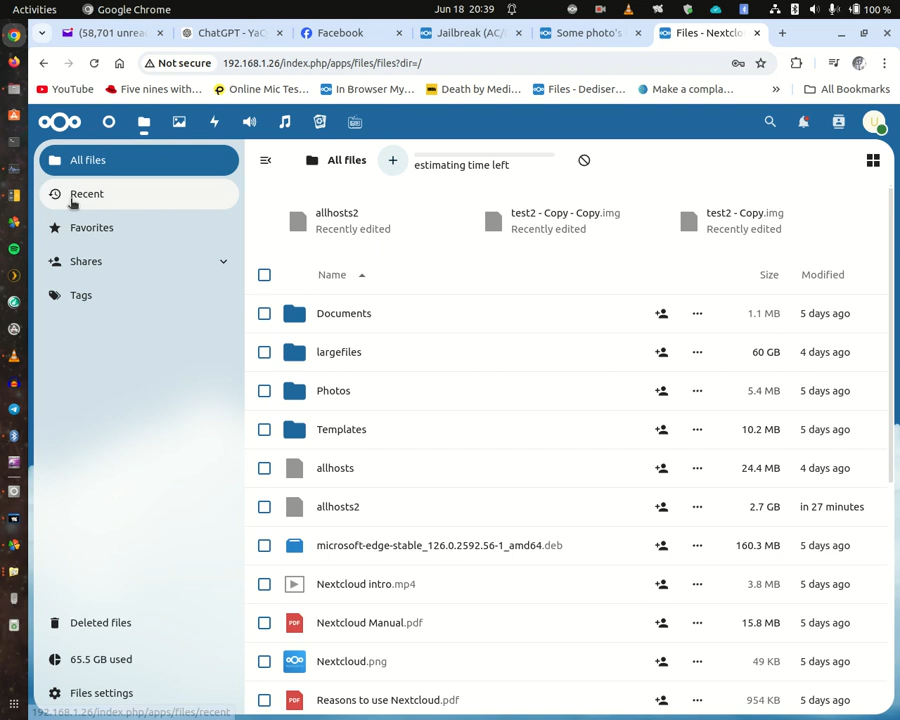 Activities
Google Chrome
Jun 18 20:39
100 %
(58,701 unrea
ChatGPT - YaC
Facebook
Jailbreak (AC/
Some photo's
Files - Nextclo
Not secure
192.168.1.26/index.php/apps/files/files?dir=/
YouTube
Five nines with...
Online Mic Tes...
In Browser My...
Death by Medi...
Files - Dediser...
Make a compla...
All Bookmarks
U
All files
Recent
Favorites
Shares
Tags
Deleted files
65.5 GB used
Files settings
192.168.1.26/index.php/apps/files/recent
All files
estimating time left
allhosts2
Recently edited
test2 - Copy - Copy.img
Recently edited
test2 - Copy.img
Recently edited
Name Size Modified
Documents 1.1 MB 5 days ago
largefiles 60 GB 4 days ago
Photos 5.4 MB 5 days ago
Templates 10.2 MB 5 days ago
allhosts 24.4 MB 4 days ago
allhosts2 2.7 GB in 27 minutes
microsoft-edge-stable_126.0.2592.56-1_amd64.deb 160.3 MB 5 days ago
Nextcloud intro.mp4 3.8 MB 5 days ago
PDF Nextcloud Manual.pdf 15.8 MB 5 days ago
Nextcloud.png 49 KB 5 days ago
PDF Reasons to use Nextcloud.pdf 954 KB 5 days ago